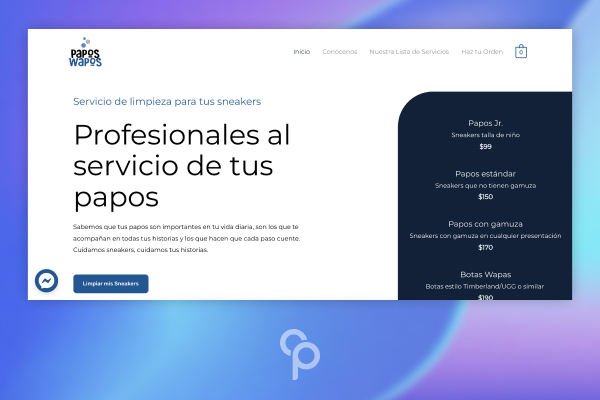 PAPOS
WAPOS
Inicio
Conócenos
Nuestra Lista de Servicios
Haz tu Orden
0
Servicio de limpieza para tus sneakers
Profesionales al
servicio de tus
papos
Sabemos que tus papos son importantes en tu vida diaria, son los que te
acompañan en todas tus historias y los que hacen que cada paso cuente.
Cuidamos sneakers, cuidamos tus historias.
Limpiar mis Sneakers
Papos Jr.
Sneakers talla de niño
$99
Papos estándar
Sneakers que no tienen gamuza
$150
Papos con gamuza
Sneakers con gamuza en cualquier presentación
$170
Botas Wapas
Botas estilo Timberland/UGG o similar
$190